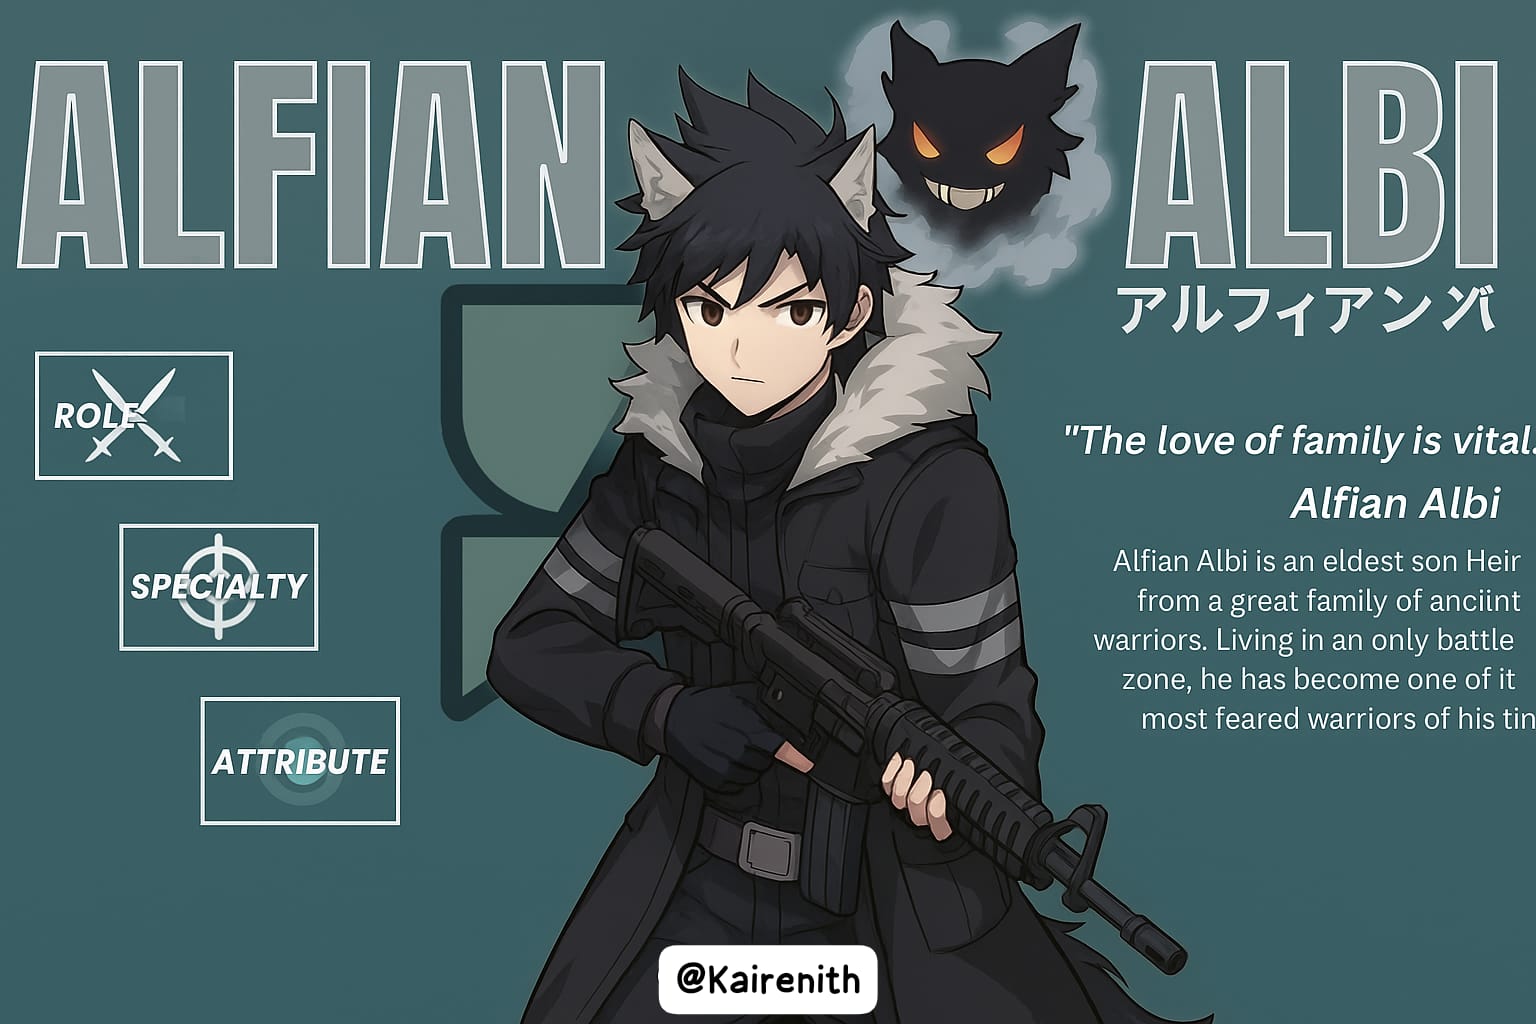 ALFIAN ALBI
アルフィアンバ
ROLE
SPECIALTY
ATTRIBUTE
"The love of family is vital.
Alfian Albi
Alfian Albi is an eldest son Heir
from a great family of anciint
warriors. Living in an only battle
zone, he has become one of it
most feared warriors of his tin
@Kairenith